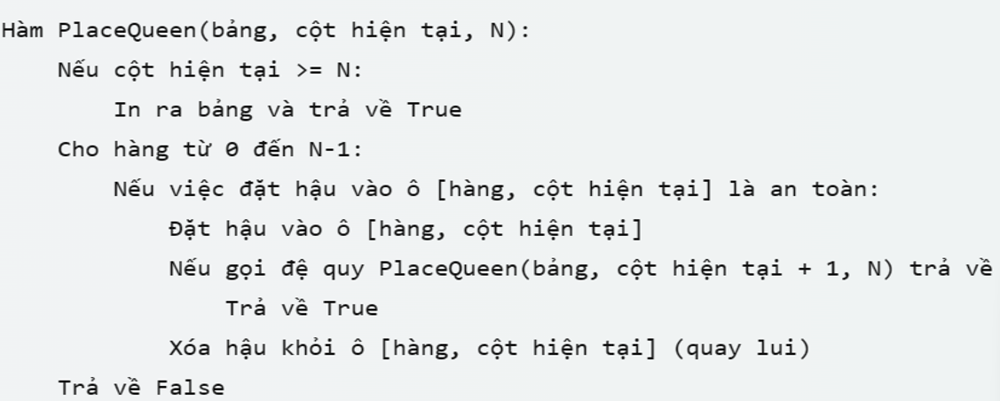 Hàm PlaceQueen(bảng, cột hiện tại, N):
    Nếu cột hiện tại >= N:
        In ra bảng và trả về True
    Cho hàng từ 0 đến N-1:
        Nếu việc đặt hậu vào ô [hàng, cột hiện tại] là an toàn:
            Đặt hậu vào ô [hàng, cột hiện tại]
            Nếu gọi đệ quy PlaceQueen(bảng, cột hiện tại + 1, N) trả về
                Trả về True
            Xóa hậu khỏi ô [hàng, cột hiện tại] (quay lui)
    Trả về False